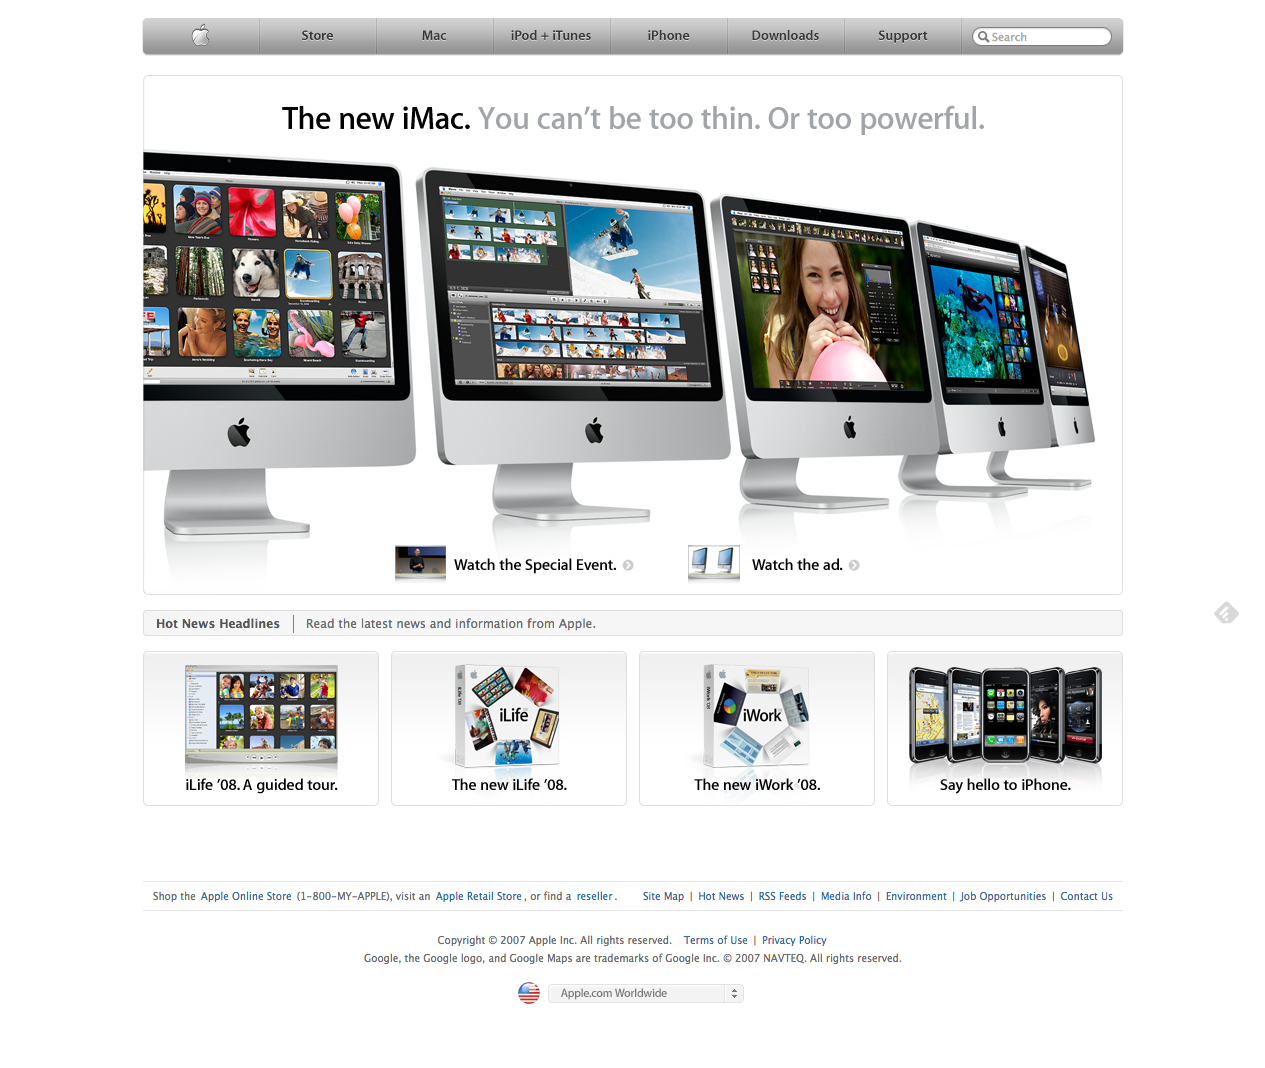 Store
Mac
iPod + iTunes
iPhone
Downloads
Support
Search
The new iMac. You can’t be too thin. Or too powerful.
Watch the Special Event.
Watch the ad.
Hot News Headlines
Read the latest news and information from Apple.
iLife ’08
iLife
iWork ’08
iWork
iLife ’08. A guided tour.
The new iLife ’08.
The new iWork ’08.
Say hello to iPhone.
Shop the Apple Online Store (1-800-MY-APPLE), visit an Apple Retail Store, or find a reseller.
Site Map | Hot News | RSS Feeds | Media Info | Environment | Job Opportunities | Contact Us
Copyright © 2007 Apple Inc. All rights reserved. Terms of Use | Privacy Policy
Google, the Google logo, and Google Maps are trademarks of Google Inc. © 2007 NAVTEQ. All rights reserved.
Apple.com Worldwide